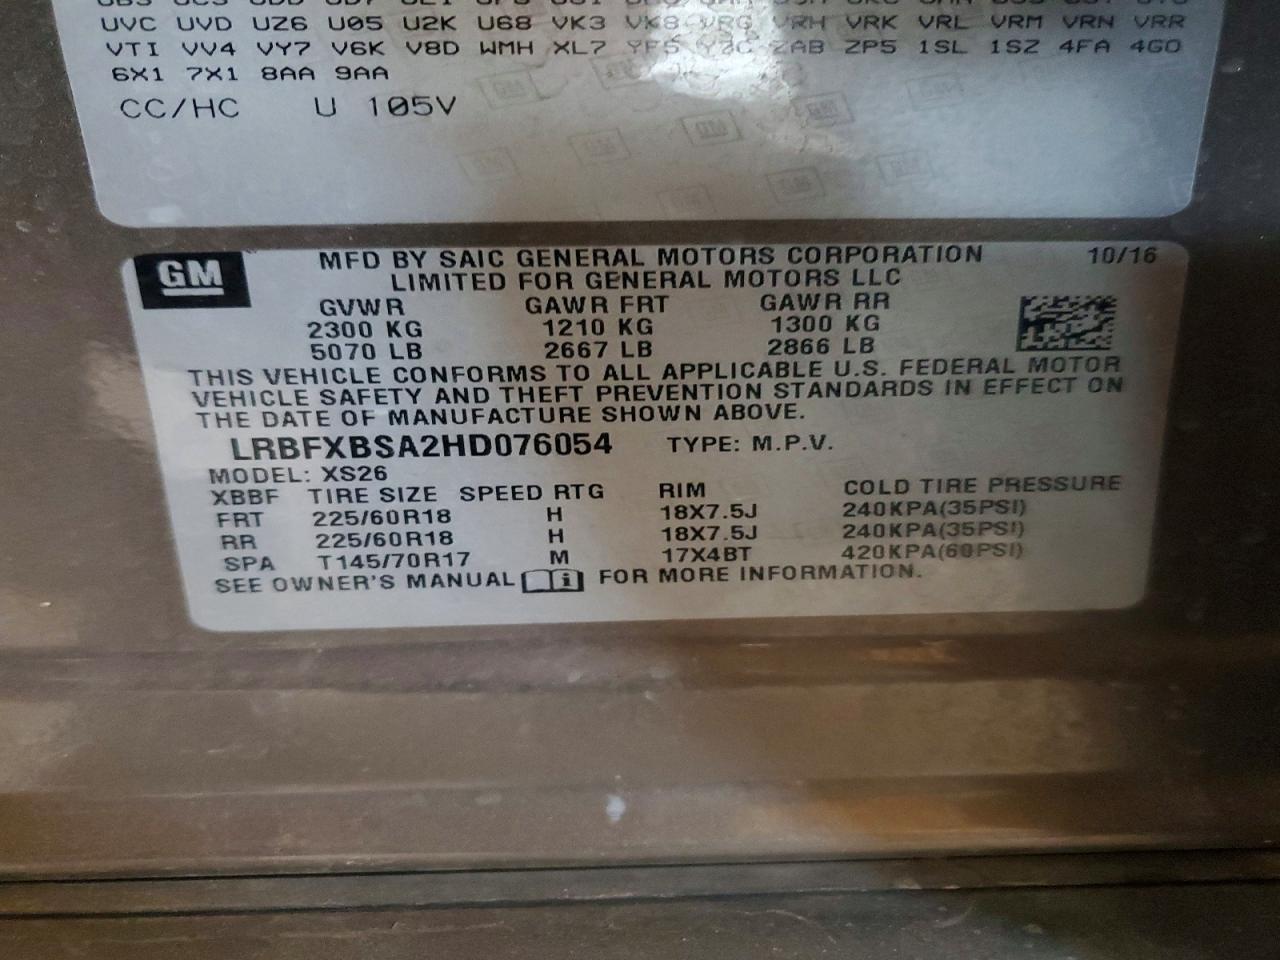 UVC UVD UZ6 U05 U2K U68 VK3 VK8 VRG VRH VRK VRL VRM VRN VRR
VTI VV4 VY7 V6K V8D WMH XL7 YF5 ZAB ZP5 1SL 1SZ 4FA 4GO
6X1 7X1 8AA 9AA
CC/HC U 105V
GM
MFD BY SAIC GENERAL MOTORS CORPORATION 10/16
LIMITED FOR GENERAL MOTORS LLC
GVWR GAWR FRT GAWR RR
2300 KG 1210 KG 1300 KG
5070 LB 2667 LB 2866 LB
THIS VEHICLE CONFORMS TO ALL APPLICABLE U.S. FEDERAL MOTOR
VEHICLE SAFETY AND THEFT PREVENTION STANDARDS IN EFFECT ON
THE DATE OF MANUFACTURE SHOWN ABOVE.
LRBFXBSA2HD076054 TYPE: M.P.V.
MODEL: XS26
XBBF TIRE SIZE SPEED RTG RIM COLD TIRE PRESSURE
FRT 225/60R18 H 18X7.5J 240KPA(35PSI)
RR 225/60R18 H 18X7.5J 240KPA(35PSI)
SPA T145/70R17 M 17X4BT 420KPA(60PSI)
SEE OWNER'S MANUAL FOR MORE INFORMATION.